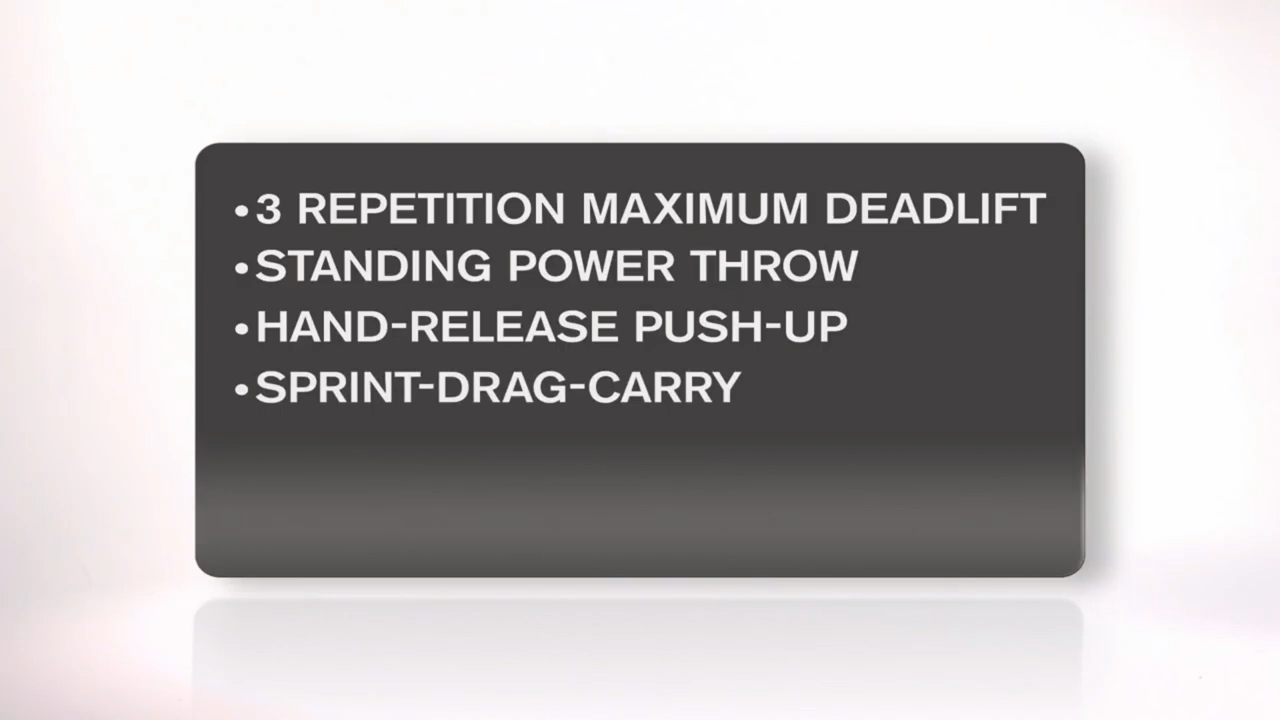 •3 REPETITION MAXIMUM DEADLIFT
•STANDING POWER THROW
•HAND-RELEASE PUSH-UP
•SPRINT-DRAG-CARRY